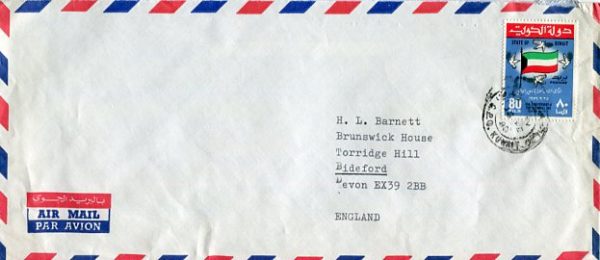 دولة الكويت
STATE OF KUWAIT
80
٨٠
KUWAIT
H. L. Barnett
Brunswick House
Torridge Hill
Bideford
Devon EX39 2BB
ENGLAND
بالبريد الجوي
AIR MAIL
PAR AVION